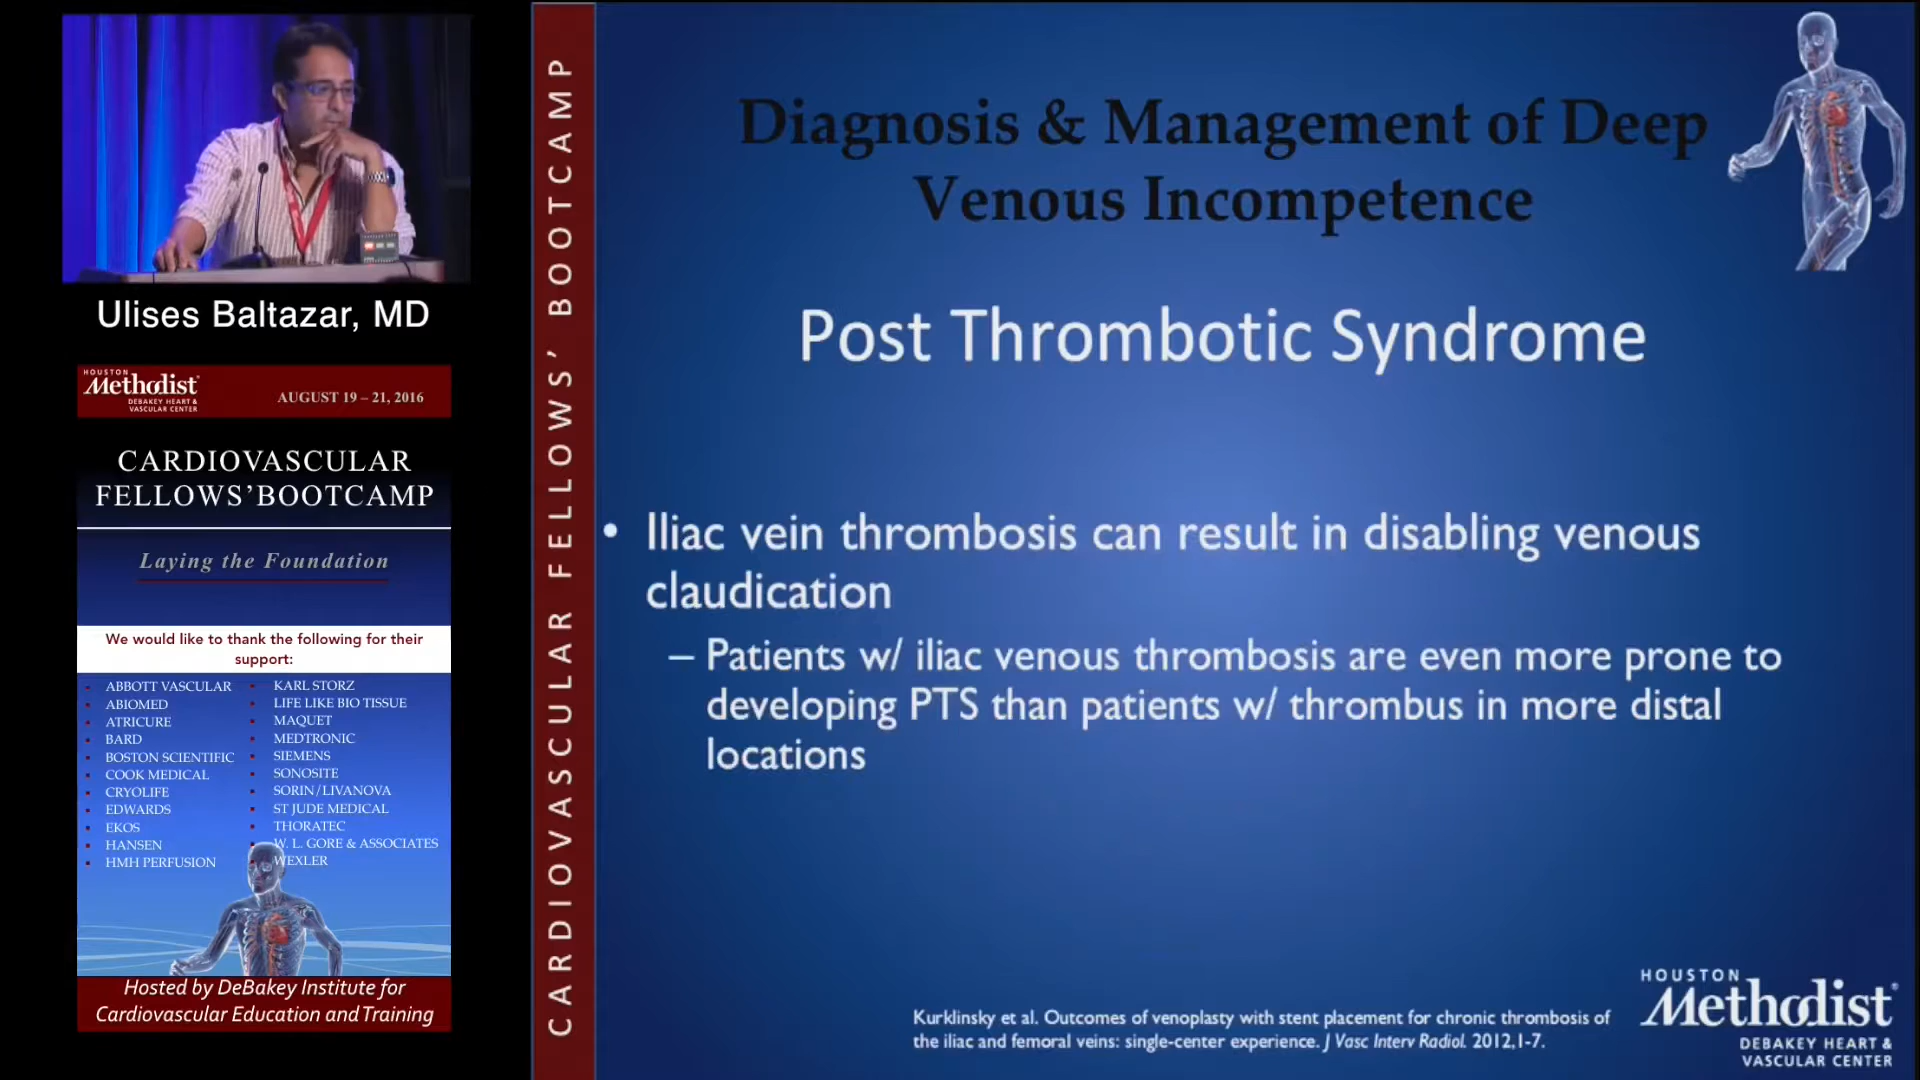 Ulises Baltazar, MD
HOUSTON
Methodist
DEBAKEY HEART &
VASCULAR CENTER
AUGUST 19 – 21, 2016
CARDIOVASCULAR
FELLOWS’BOOTCAMP
Laying the Foundation
We would like to thank the following for their
support:
• ABBOTT VASCULAR
• ABIOMED
• ATRICURE
• BARD
• BOSTON SCIENTIFIC
• COOK MEDICAL
• CRYOLIFE
• EDWARDS
• EKOS
• HANSEN
• HMH PERFUSION
• KARL STORZ
• LIFE LIKE BIO TISSUE
• MAQUET
• MEDTRONIC
• SIEMENS
• SONOSITE
• SORIN/LIVANOVA
• ST JUDE MEDICAL
• THORATEC
• W. L. GORE & ASSOCIATES
• WEXLER
Hosted by DeBakey Institute for
Cardiovascular Education and Training
CARDIOVASCULAR FELLOWS’ BOOTCAMP
Diagnosis & Management of Deep
Venous Incompetence
Post Thrombotic Syndrome
• Iliac vein thrombosis can result in disabling venous
claudication
– Patients w/ iliac venous thrombosis are even more prone to
developing PTS than patients w/ thrombus in more distal
locations
Kurklinsky et al. Outcomes of venoplasty with stent placement for chronic thrombosis of
the iliac and femoral veins: single-center experience. J Vasc Interv Radiol. 2012,1-7.
HOUSTON
Methodist®
DEBAKEY HEART &
VASCULAR CENTER